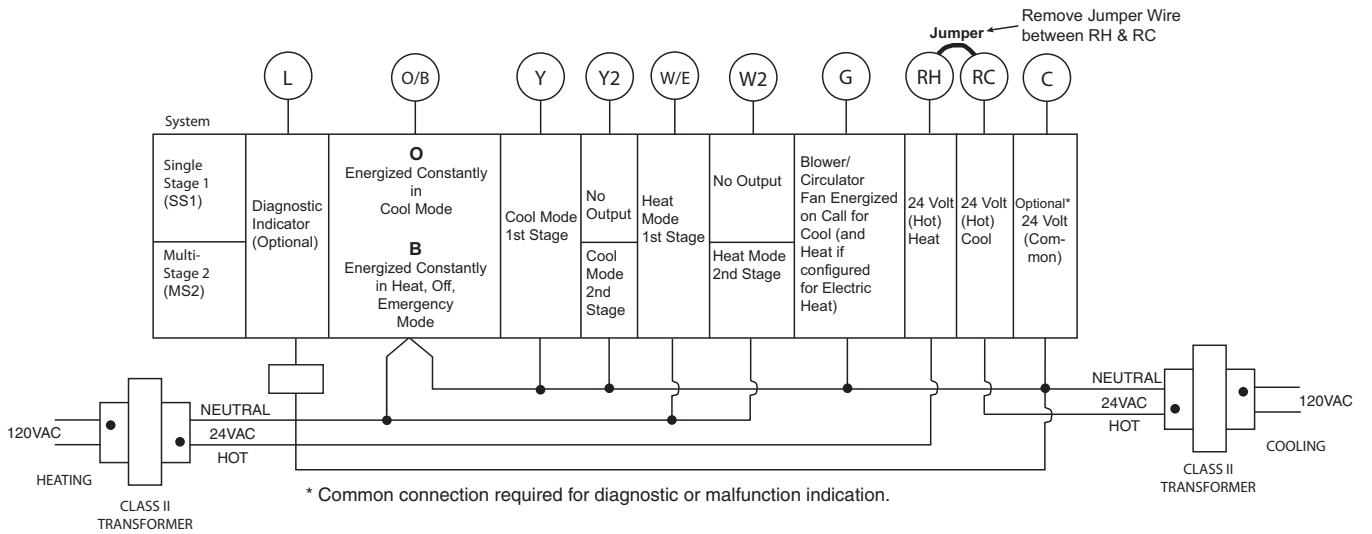 Remove Jumper Wire
between RH & RC
Jumper
L
O/B
Y
Y2
W/E
W2
G
RH
RC
C
System
Single
Stage 1
(SS1)
Multi-
Stage 2
(MS2)
Diagnostic
Indicator
(Optional)
O
Energized Constantly
in
Cool Mode
B
Energized Constantly
in Heat, Off,
Emergency
Mode
Cool Mode
1st Stage
No
Output
Cool
Mode
2nd
Stage
Heat
Mode
1st Stage
No Output
Heat Mode
2nd Stage
Blower/
Circulator
Fan Energized
on Call for
Cool (and
Heat if
configured
for Electric
Heat)
24 Volt
(Hot)
Heat
24 Volt
(Hot)
Cool
Optional*
24 Volt
(Com-
mon)
120VAC
HEATING
CLASS II
TRANSFORMER
NEUTRAL
24VAC
HOT
NEUTRAL
24VAC
HOT
120VAC
COOLING
CLASS II
TRANSFORMER
* Common connection required for diagnostic or malfunction indication.